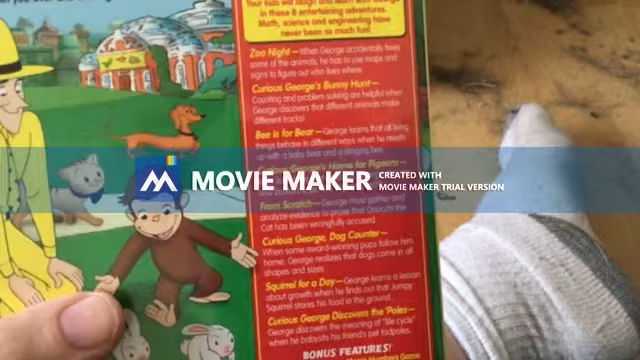 Your kids will laugh and learn with George
in these 8 entertaining adventures.
Math, science and engineering have
never been so much fun!
Zoo Night—When George accidentally frees
some of the animals, he has to use maps and
signs to figure out who lives where.
Curious George's Bunny Hunt—
Counting and problem solving are helpful when
George discovers that different animals make
different tracks!
Bee is for Bear—George learns that all living
things behave in different ways when he meets
up with a baby bear and a stinging bee.
George's Home for Pigeons—
MOVIE MAKER
CREATED WITH
MOVIE MAKER TRIAL VERSION
From Scratch—George must gather and
analyze evidence to prove that Gnocchi the
Cat has been wrongfully accused.
Curious George, Dog Counter—
When some award-winning pups follow him
home, George realizes that dogs come in all
shapes and sizes.
Squirrel for a Day—George learns a lesson
about growth when he finds out that Jumpy
Squirrel stores his food in the ground.
Curious George Discovers the 'Poles—
George discovers the meaning of "life cycle"
when he babysits his friend's pet tadpoles.
BONUS FEATURES!
Numbers Game